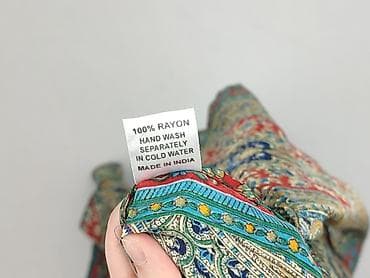 100% RAYON
HAND WASH
SEPARATELY
IN COLD WATER
MADE IN INDIA